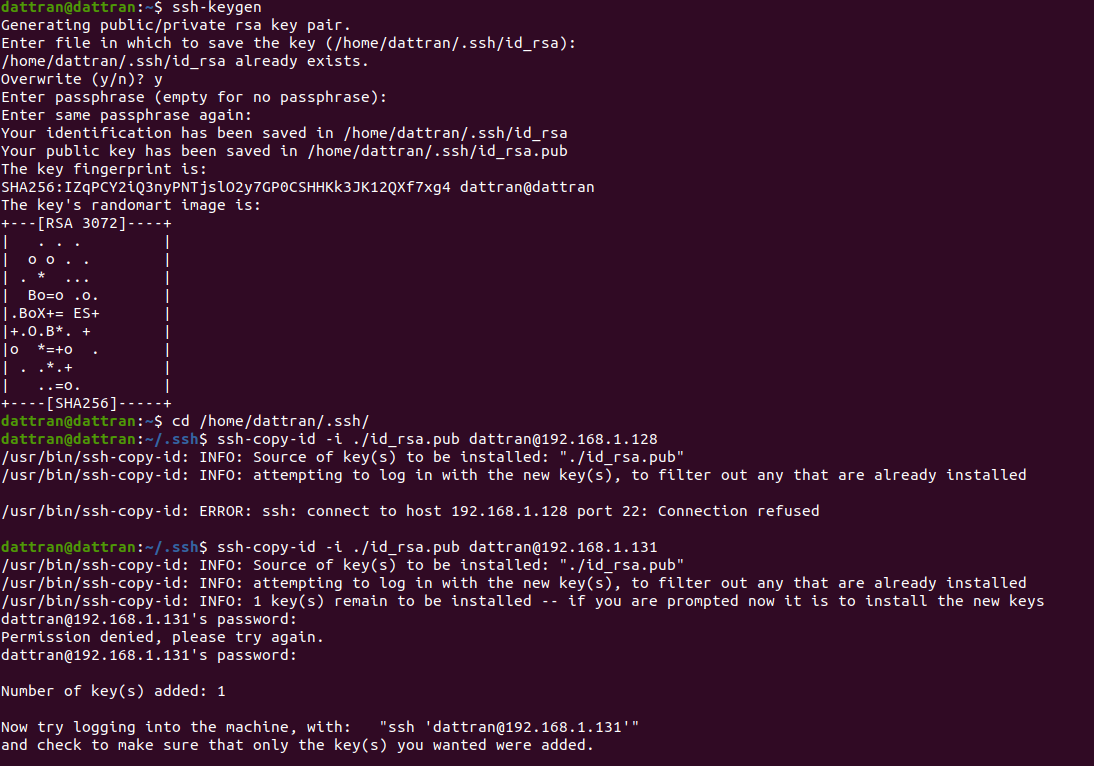 dattran@dattran:~$ ssh-keygen
Generating public/private rsa key pair.
Enter file in which to save the key (/home/dattran/.ssh/id_rsa):
/home/dattran/.ssh/id_rsa already exists.
Overwrite (y/n)? y
Enter passphrase (empty for no passphrase):
Enter same passphrase again:
Your identification has been saved in /home/dattran/.ssh/id_rsa
Your public key has been saved in /home/dattran/.ssh/id_rsa.pub
The key fingerprint is:
SHA256:IZqPCY2iQ3nyPNTjslO2y7GP0CSHHKk3JK12QXf7xg4 dattran@dattran
The key's randomart image is:
+---[RSA 3072]----+
|   . . .         |
|  o o . .        |
| . *  ...        |
|  Bo=o .o.       |
|.BoX+= ES+       |
|+.O.B*. +        |
|o  *=+o  .       |
| . .*.+          |
|   ..=o.         |
+----[SHA256]-----+
dattran@dattran:~$ cd /home/dattran/.ssh/
dattran@dattran:~/.ssh$ ssh-copy-id -i ./id_rsa.pub dattran@192.168.1.128
/usr/bin/ssh-copy-id: INFO: Source of key(s) to be installed: "./id_rsa.pub"
/usr/bin/ssh-copy-id: INFO: attempting to log in with the new key(s), to filter out any that are already installed
/usr/bin/ssh-copy-id: ERROR: ssh: connect to host 192.168.1.128 port 22: Connection refused
dattran@dattran:~/.ssh$ ssh-copy-id -i ./id_rsa.pub dattran@192.168.1.131
/usr/bin/ssh-copy-id: INFO: Source of key(s) to be installed: "./id_rsa.pub"
/usr/bin/ssh-copy-id: INFO: attempting to log in with the new key(s), to filter out any that are already installed
/usr/bin/ssh-copy-id: INFO: 1 key(s) remain to be installed -- if you are prompted now it is to install the new keys
dattran@192.168.1.131's password:
Permission denied, please try again.
dattran@192.168.1.131's password:
Number of key(s) added: 1
Now try logging into the machine, with:   "ssh 'dattran@192.168.1.131'"
and check to make sure that only the key(s) you wanted were added.